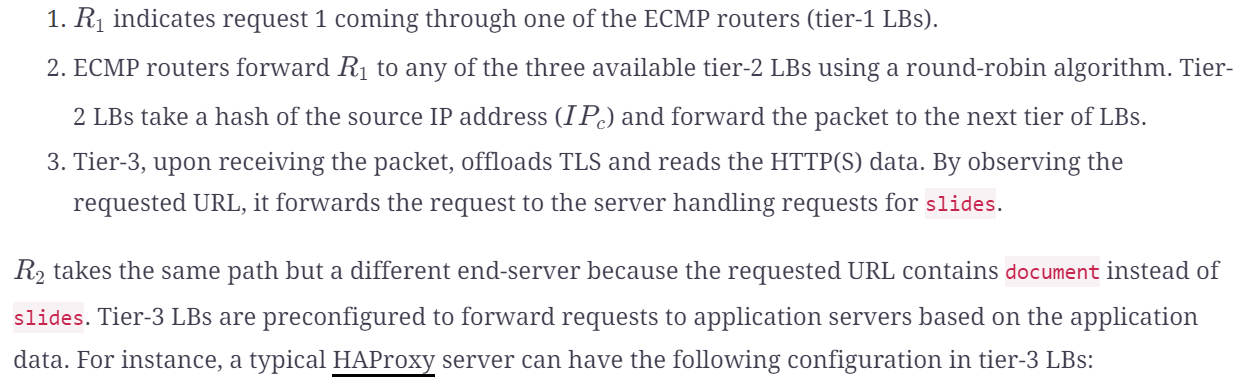 1. R₁ indicates request 1 coming through one of the ECMP routers (tier-1 LBs).
2. ECMP routers forward R₁ to any of the three available tier-2 LBs using a round-robin algorithm. Tier-
2 LBs take a hash of the source IP address (IP_c) and forward the packet to the next tier of LBs.
3. Tier-3, upon receiving the packet, offloads TLS and reads the HTTP(S) data. By observing the
requested URL, it forwards the request to the server handling requests for slides.
R₂ takes the same path but a different end-server because the requested URL contains document instead of
slides. Tier-3 LBs are preconfigured to forward requests to application servers based on the application
data. For instance, a typical HAProxy server can have the following configuration in tier-3 LBs: